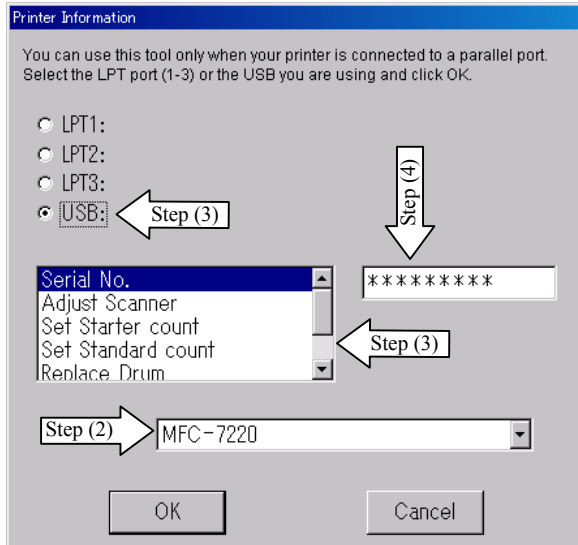 Printer Information
You can use this tool only when your printer is connected to a parallel port.
Select the LPT port (1-3) or the USB you are using and click OK.
LPT1:
LPT2:
LPT3:
USB:
Step (3)
Step (4)
Serial No.
*********
Adjust Scanner
Set Starter count
Set Standard count
Step (3)
Replace Drum
Step (2)
MFC-7220
OK
Cancel